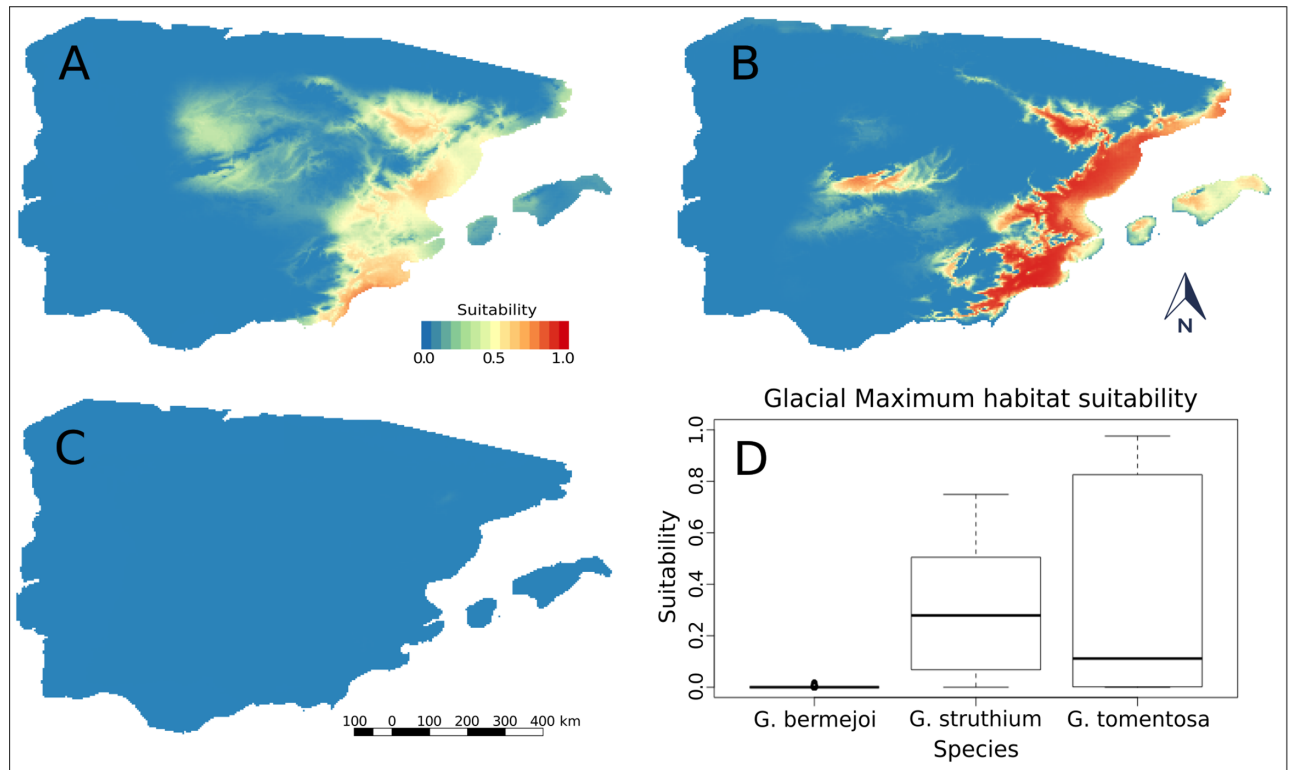 A
B
Suitability
0.0 0.5 1.0
N
C
100 0 100 200 300 400 km
Glacial Maximum habitat suitability
D
Suitability
1.0
0.8
0.6
0.4
0.2
0.0
G. bermejoi G. struthium G. tomentosa
Species